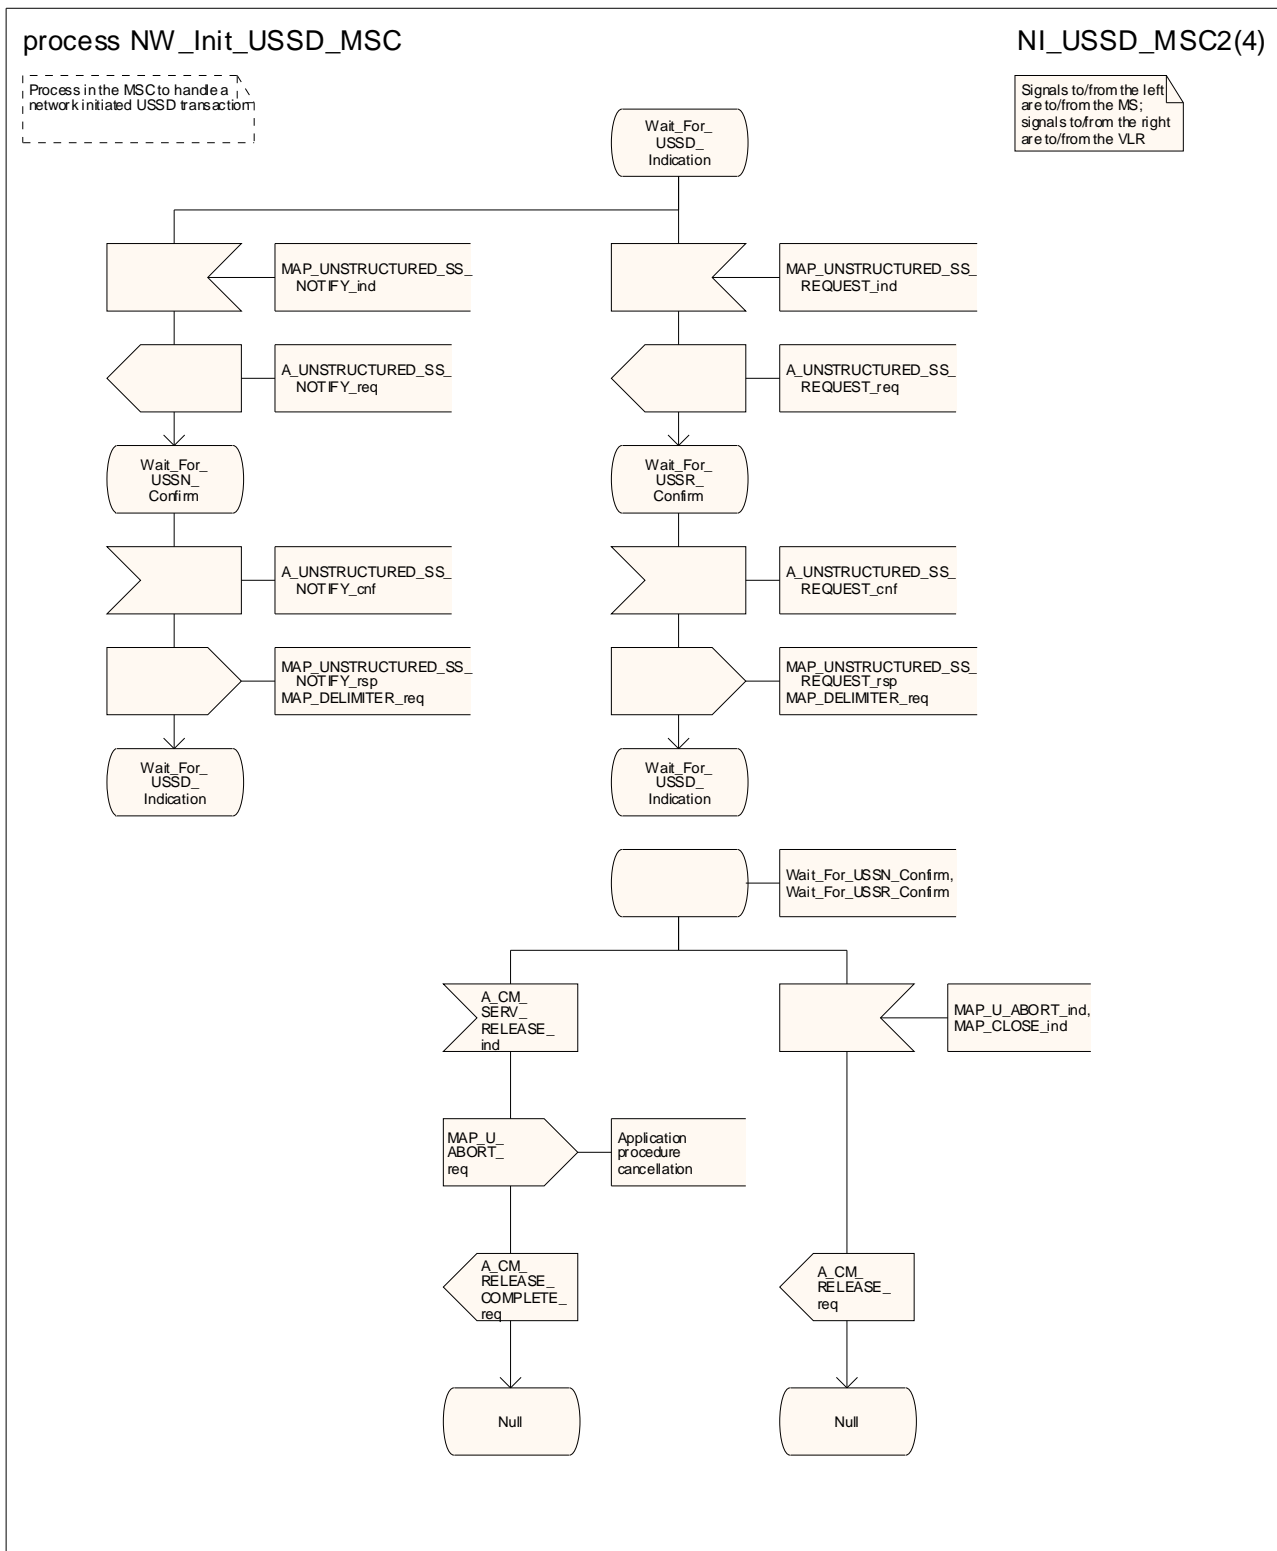 process NW_Init_USSD_MSC
NI_USSD_MSC2(4)
Process in the MSC to handle a
network initiated USSD transaction
Signals to/from the left
are to/from the MS;
signals to/from the right
are to/from the VLR
Wait_For_
USSD_
Indication
MAP_UNSTRUCTURED_SS_
NOTIFY_ind
MAP_UNSTRUCTURED_SS_
REQUEST_ind
A_UNSTRUCTURED_SS_
NOTIFY_req
A_UNSTRUCTURED_SS_
REQUEST_req
Wait_For_
USSN_
Confirm
Wait_For_
USSR_
Confirm
A_UNSTRUCTURED_SS_
NOTIFY_cnf
A_UNSTRUCTURED_SS_
REQUEST_cnf
MAP_UNSTRUCTURED_SS_
NOTIFY_rsp
MAP_DELIMITER_req
MAP_UNSTRUCTURED_SS_
REQUEST_rsp
MAP_DELIMITER_req
Wait_For_
USSD_
Indication
Wait_For_
USSD_
Indication
Wait_For_USSN_Confirm,
Wait_For_USSR_Confirm
A_CM_
SERV_
RELEASE_
ind
MAP_U_ABORT_ind,
MAP_CLOSE_ind
MAP_U_
ABORT_
req
Application
procedure
cancellation
A_CM_
RELEASE_
COMPLETE_
req
A_CM_
RELEASE_
req
Null
Null